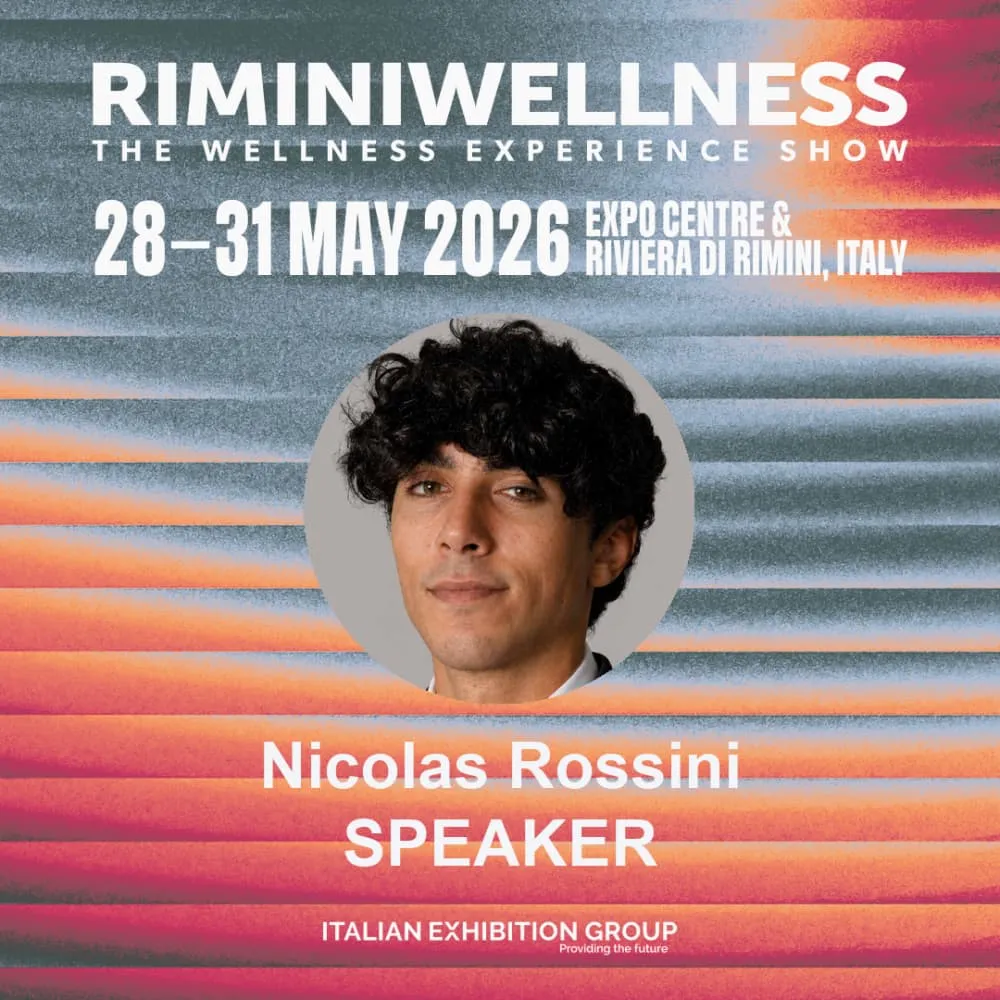 RIMINIWELLNESS
THE WELLNESS EXPERIENCE SHOW
28–31 MAY 2026
EXPO CENTRE &
RIVIERA DI RIMINI, ITALY
Nicolas Rossini
SPEAKER
ITALIAN EXHIBITION GROUP
Providing the future